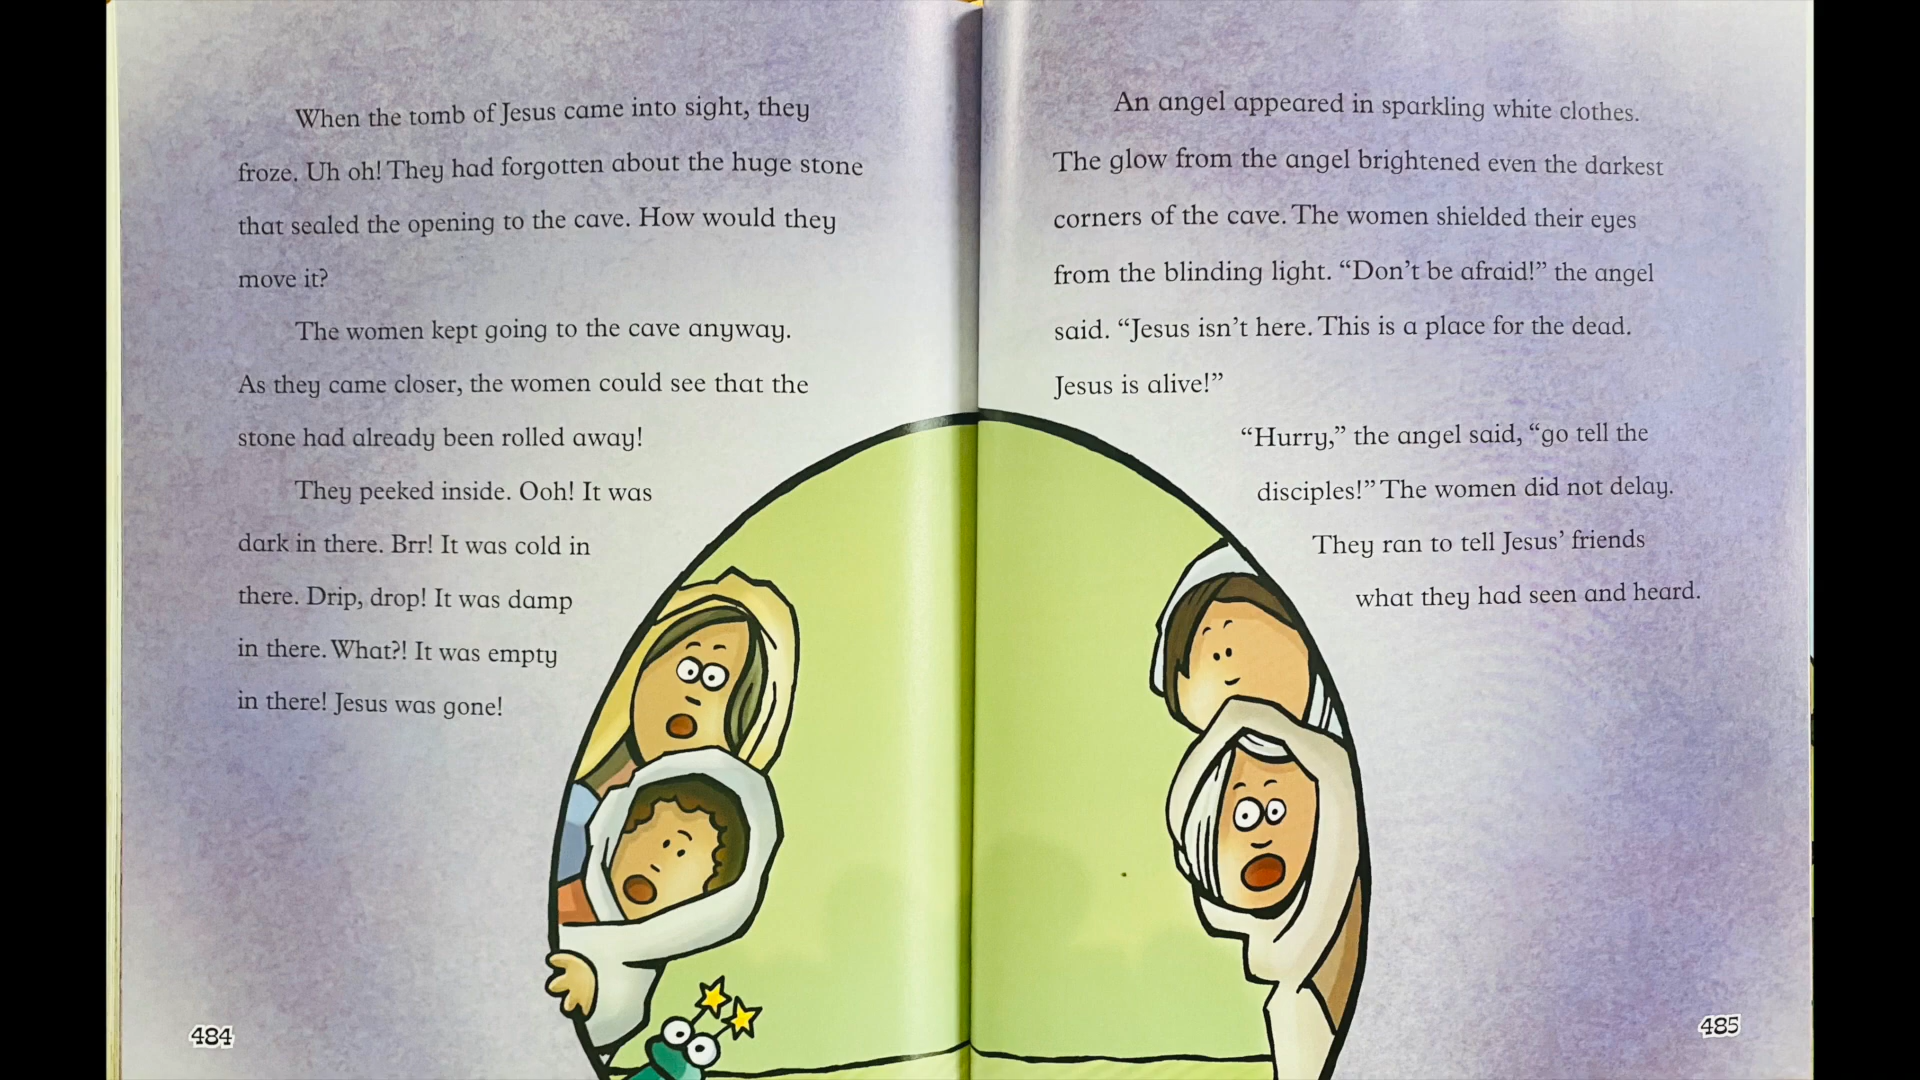 When the tomb of Jesus came into sight, they
froze. Uh oh! They had forgotten about the huge stone
that sealed the opening to the cave. How would they
move it?
The women kept going to the cave anyway.
As they came closer, the women could see that the
stone had already been rolled away!
They peeked inside. Ooh! It was
dark in there. Brr! It was cold in
there. Drip, drop! It was damp
in there. What?! It was empty
in there! Jesus was gone!
484
An angel appeared in sparkling white clothes.
The glow from the angel brightened even the darkest
corners of the cave. The women shielded their eyes
from the blinding light. “Don’t be afraid!” the angel
said. “Jesus isn’t here. This is a place for the dead.
Jesus is alive!”
“Hurry,” the angel said, “go tell the
disciples!” The women did not delay.
They ran to tell Jesus’ friends
what they had seen and heard.
485